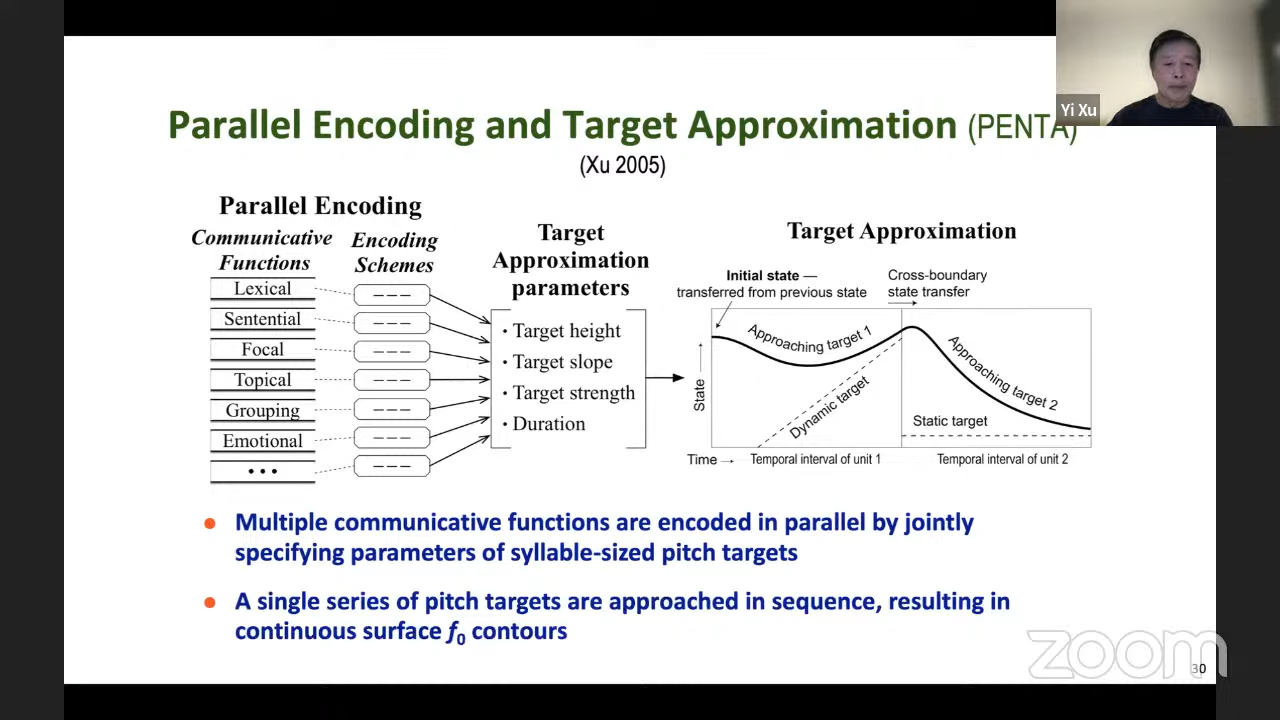 Yi Xu
Parallel Encoding and Target Approximation (PENTA)
(Xu 2005)
Parallel Encoding
Communicative
Functions
Encoding
Schemes
Lexical
Sentential
Focal
Topical
Grouping
Emotional
•••
Target
Approximation
parameters
• Target height
• Target slope
• Target strength
• Duration
Target Approximation
Initial state —
transferred from previous state
Cross-boundary
state transfer
Approaching target 1
Approaching target 2
Dynamic target
Static target
State →
Time →
Temporal interval of unit 1
Temporal interval of unit 2
• Multiple communicative functions are encoded in parallel by jointly
specifying parameters of syllable-sized pitch targets
• A single series of pitch targets are approached in sequence, resulting in
continuous surface f0 contours
zoom
30